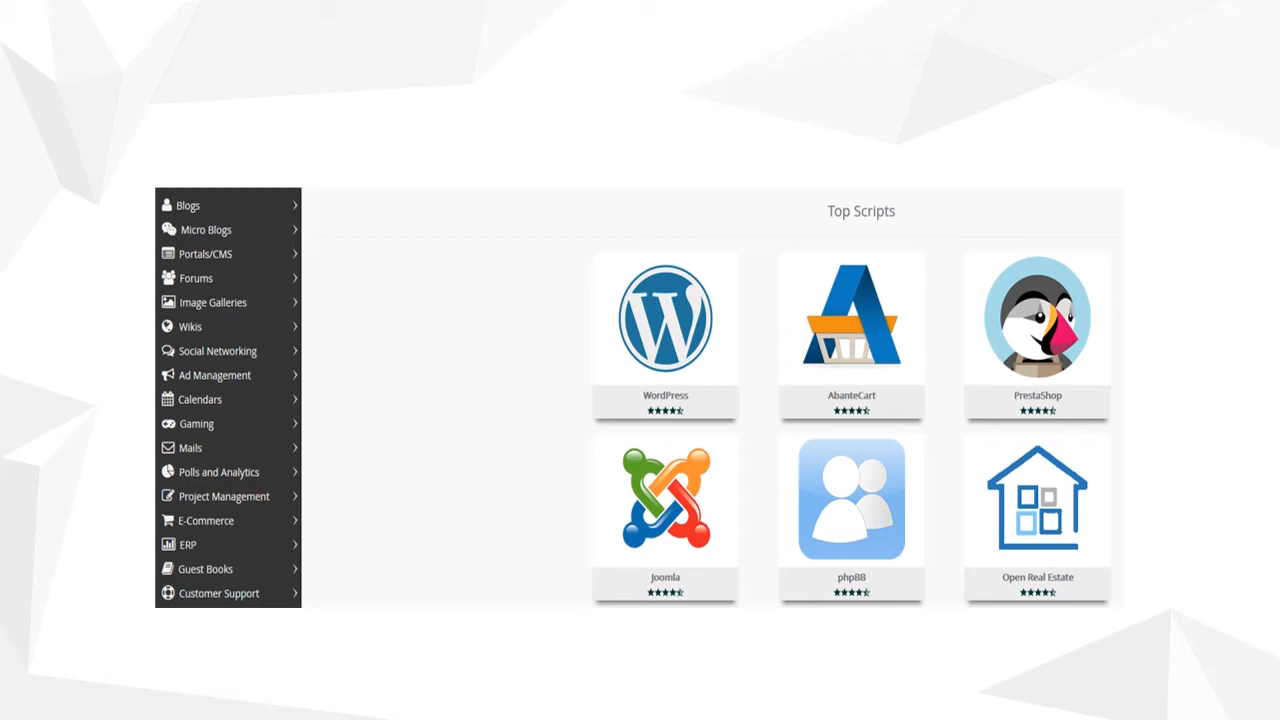 Blogs
Micro Blogs
Portals/CMS
Forums
Image Galleries
Wikis
Social Networking
Ad Management
Calendars
Gaming
Mails
Polls and Analytics
Project Management
E-Commerce
ERP
Guest Books
Customer Support
Top Scripts
WordPress
AbanteCart
PrestaShop
Joomla
phpBB
Open Real Estate